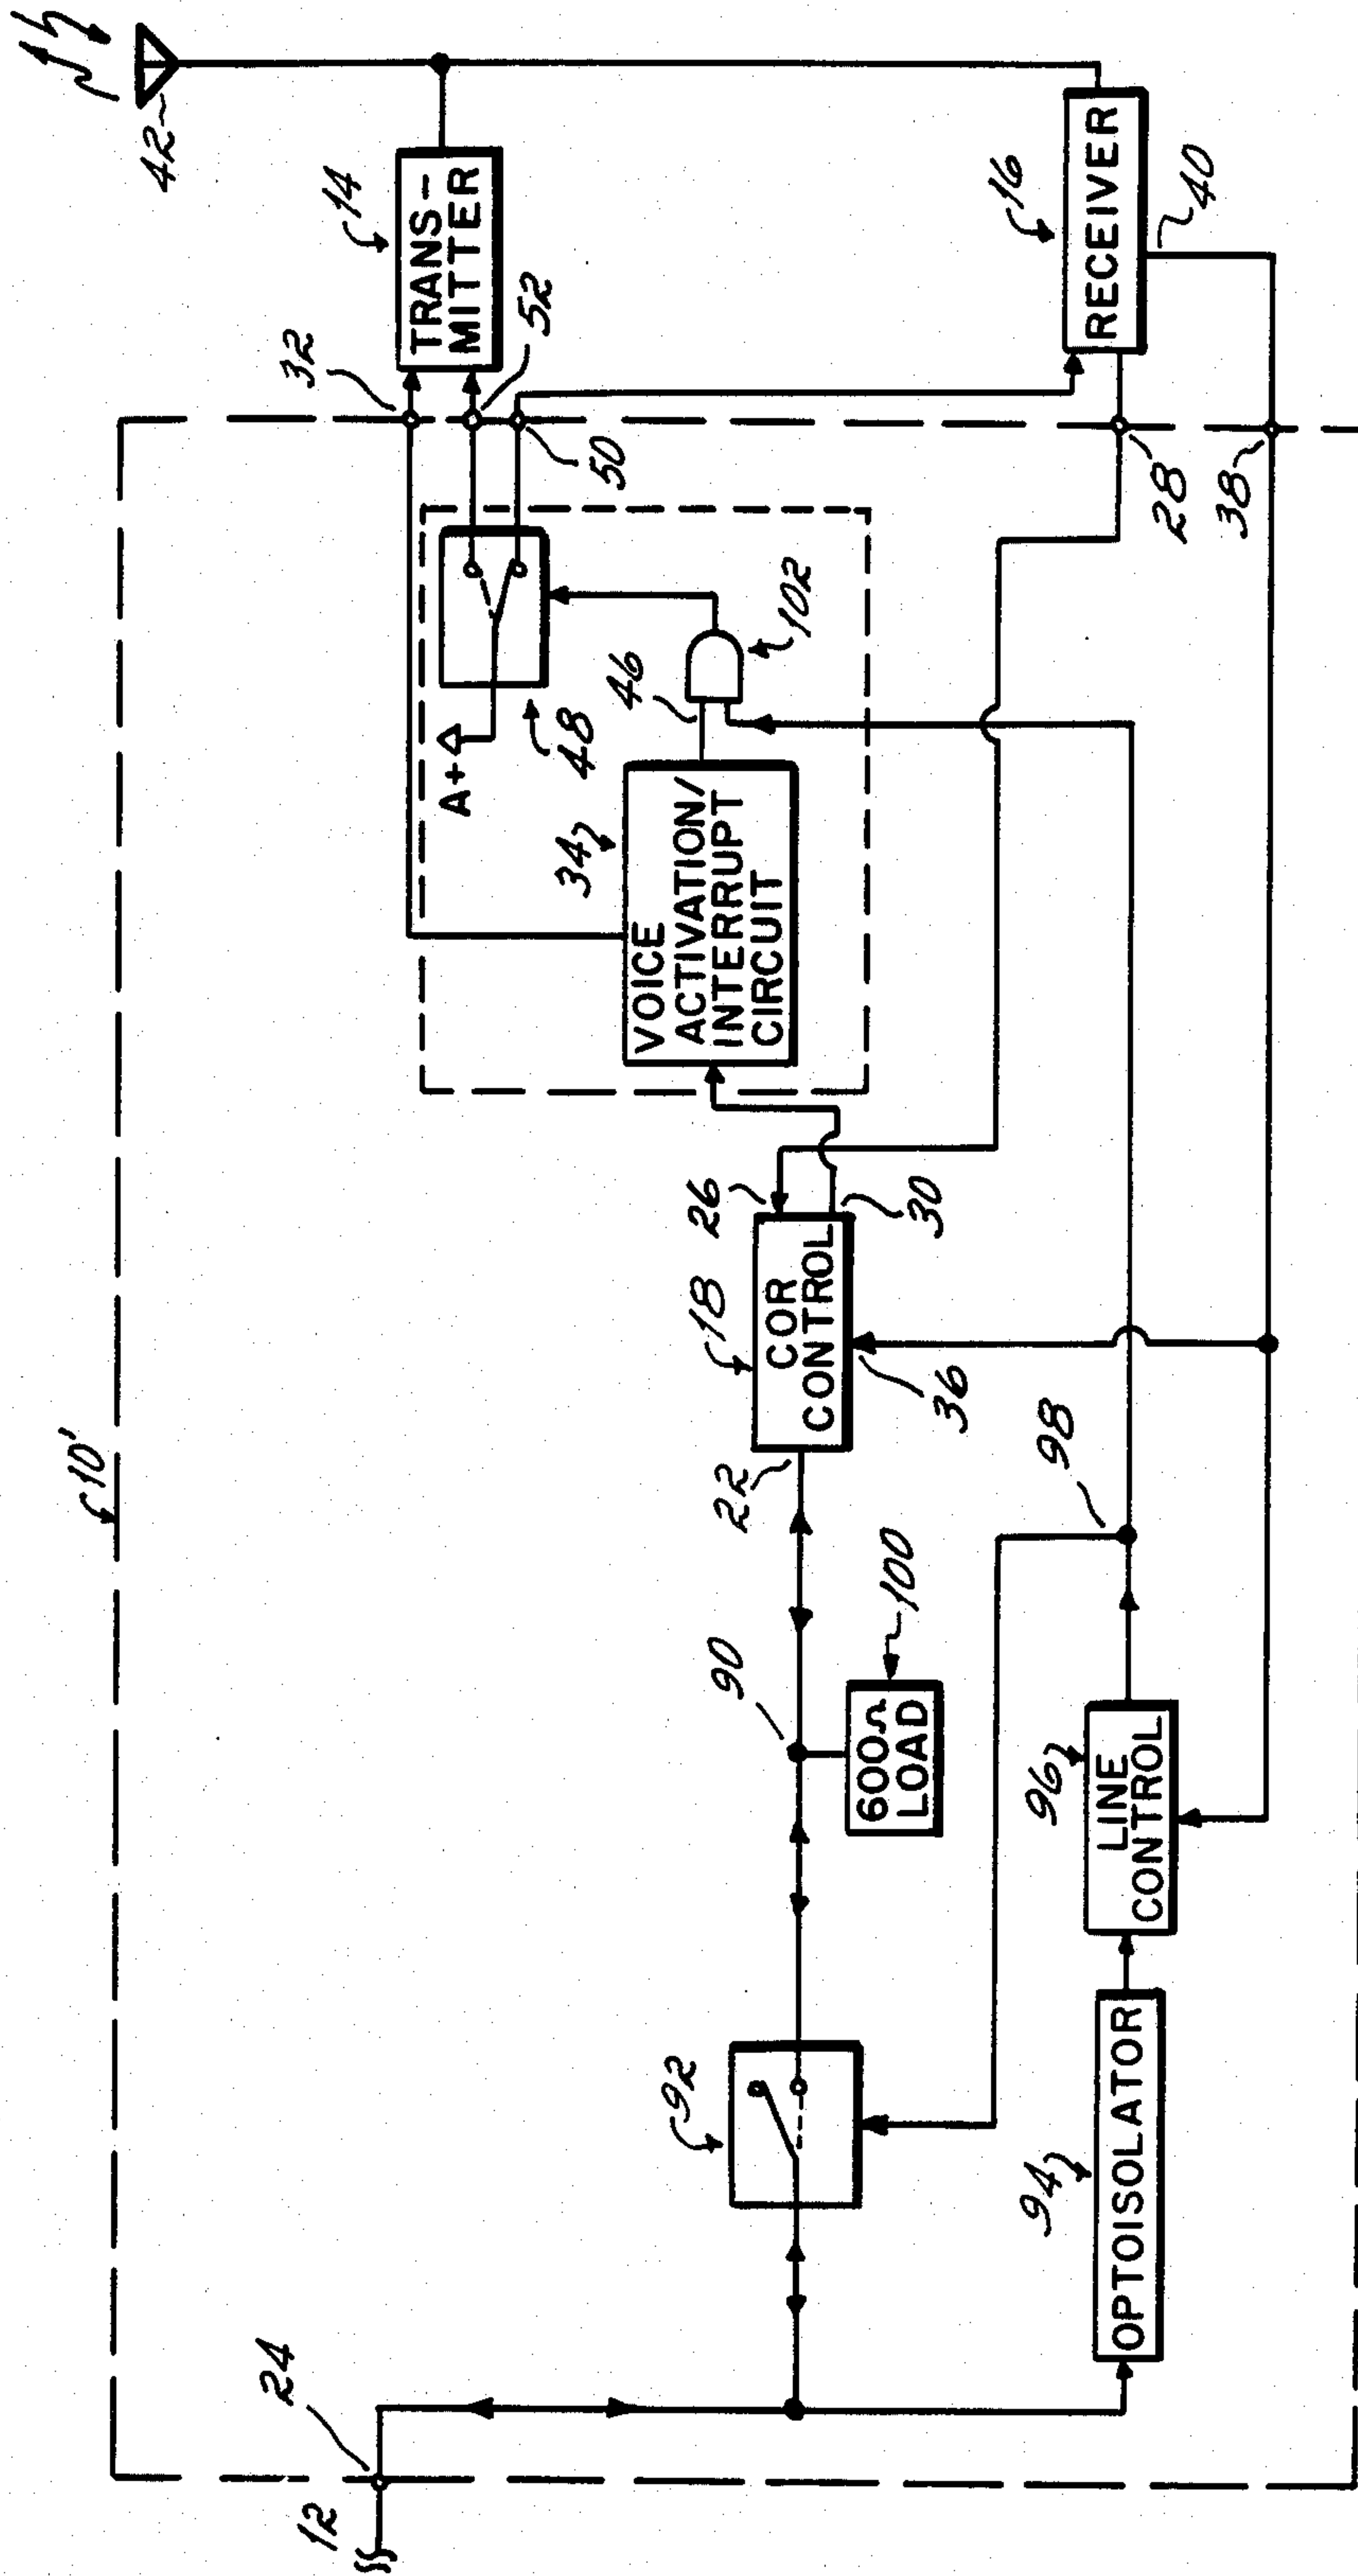 10'
42
14
TRANS-
MITTER
32
52
50
A+
48
46
102
34
VOICE
ACTIVATION/
INTERRUPT
CIRCUIT
16
RECEIVER
40
28
38
26
30
18
COR
CONTROL
36
22
90
100
600Ω
LOAD
98
96
LINE
CONTROL
92
94
OPTOISOLATOR
24
12